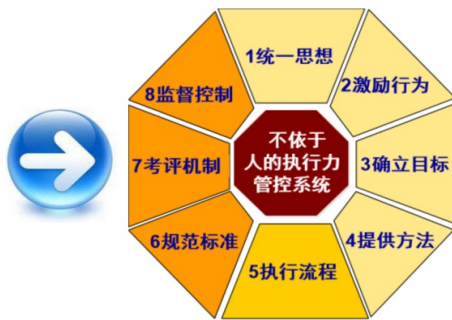 1统一思想
2激励行为
3确立目标
4提供方法
5执行流程
6规范标准
7考评机制
8监督控制
不依于
人的执行力
管控系统